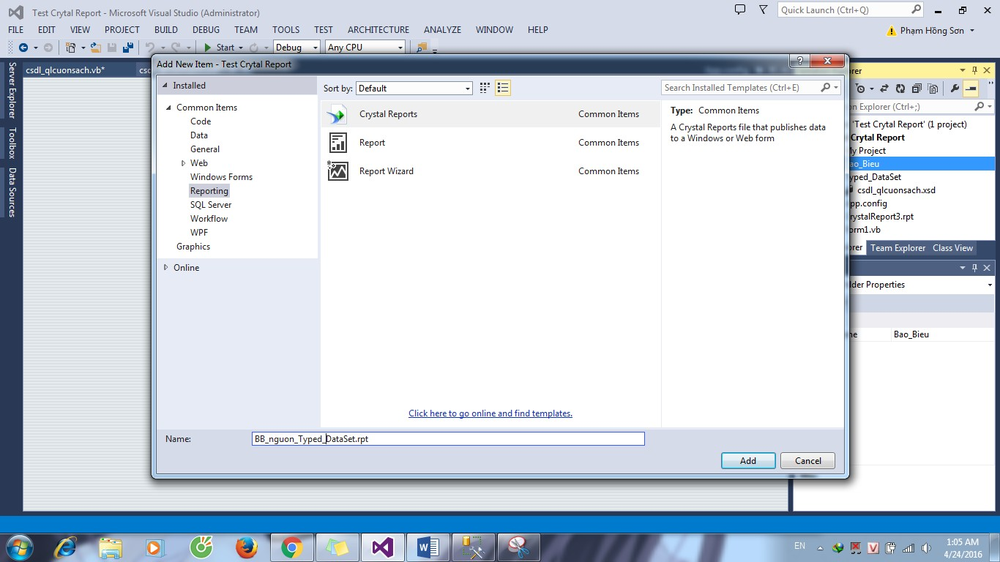 Test Crytal Report - Microsoft Visual Studio (Administrator)
Quick Launch (Ctrl+Q)
FILE EDIT VIEW PROJECT BUILD DEBUG TEAM TOOLS TEST ARCHITECTURE ANALYZE WINDOW HELP
Phạm Hồng Sơn
Start Debug Any CPU
csdl_qlcuonsach.vb*
Server Explorer
Toolbox
Data Sources
Add New Item - Test Crytal Report
Installed
Common Items
Code
Data
General
Web
Windows Forms
Reporting
SQL Server
Workflow
WPF
Graphics
Online
Sort by: Default
Search Installed Templates (Ctrl+E)
Crystal Reports Common Items
Report Common Items
Report Wizard Common Items
Type: Common Items
A Crystal Reports file that publishes data
to a Windows or Web form
Click here to go online and find templates.
Name: BB_nguon_Typed_DataSet.rpt
Add Cancel
Explorer (Ctrl+;)
'Test Crytal Report' (1 project)
Crytal Report
My Project
ao_Bieu
yped_DataSet
csdl_qlcuonsach.xsd
pp.config
rystalReport3.rpt
orm1.vb
Team Explorer Class View
lder Properties
Bao_Bieu
EN
1:05 AM
4/24/2016